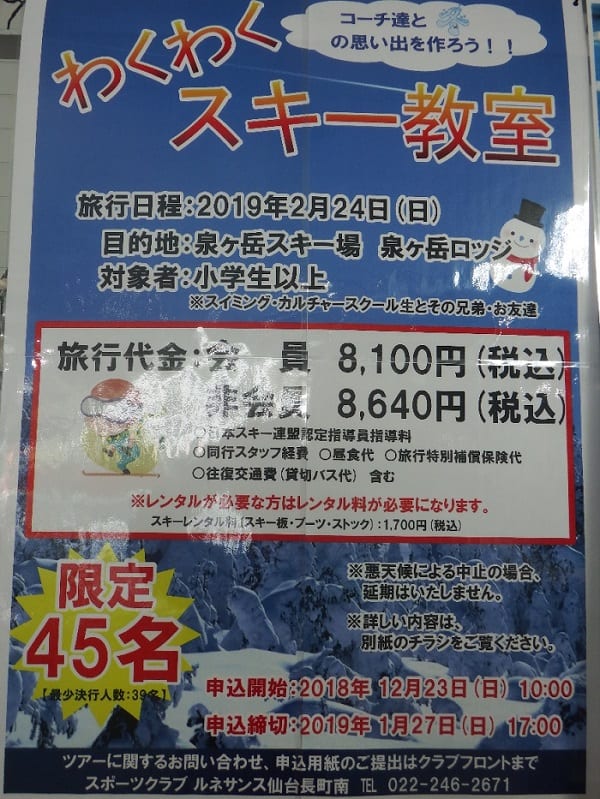 コーチ達と
の思い出を作ろう！！
わくわく
スキー教室
旅行日程：2019年2月24日（日）
目的地：泉ヶ岳スキー場 泉ヶ岳ロッジ
対象者：小学生以上
※スイミング・カルチャースクール生とその兄弟・お友達
旅行代金：会 員 8,100円（税込）
非会員 8,640円（税込）
○日本スキー連盟認定指導員指導料
○同行スタッフ経費 ○昼食代 ○旅行特別補償保険代
○往復交通費（貸切バス代） 含む
※レンタルが必要な方はレンタル料が必要になります。
スキーレンタル料（スキー板・ブーツ・ストック）：1,700円（税込）
限定
45名
【最少決行人数：39名】
※悪天候による中止の場合、
延期はいたしません。
※詳しい内容は、
別紙のチラシをご覧ください。
申込開始：2018年 12月23日（日） 10:00
申込締切：2019年 1月27日（日） 17:00
ツアーに関するお問い合わせ、申込用紙のご提出はクラブフロントまで
スポーツクラブ ルネサンス仙台長町南 TEL 022-246-2671